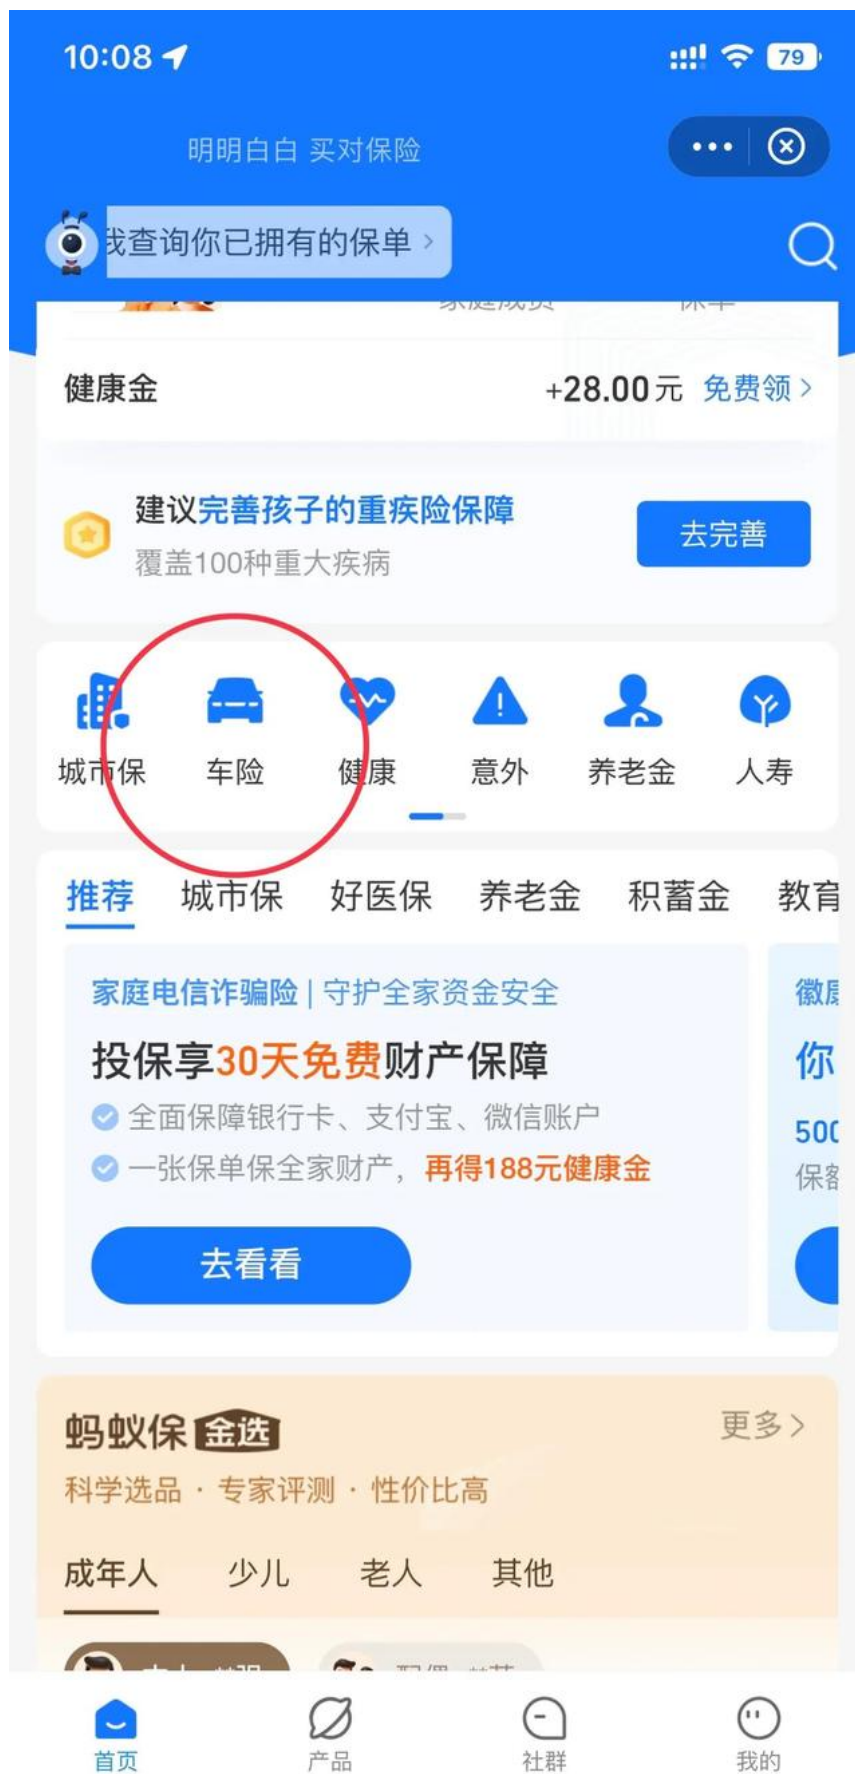 10:08
79
明明白白 买对保险
我查询你已拥有的保单
家庭成员 保单
健康金 +28.00元 免费领
建议完善孩子的重疾险保障
覆盖100种重大疾病
去完善
城市保 车险 健康 意外 养老金 人寿
推荐 城市保 好医保 养老金 积蓄金 教育
家庭电信诈骗险 | 守护全家资金安全
投保享30天免费财产保障
全面保障银行卡、支付宝、微信账户
一张保单保全家财产，再得188元健康金
去看看
你
500
保额
蚂蚁保 金选 更多
科学选品 · 专家评测 · 性价比高
成年人 少儿 老人 其他
首页 产品 社群 我的